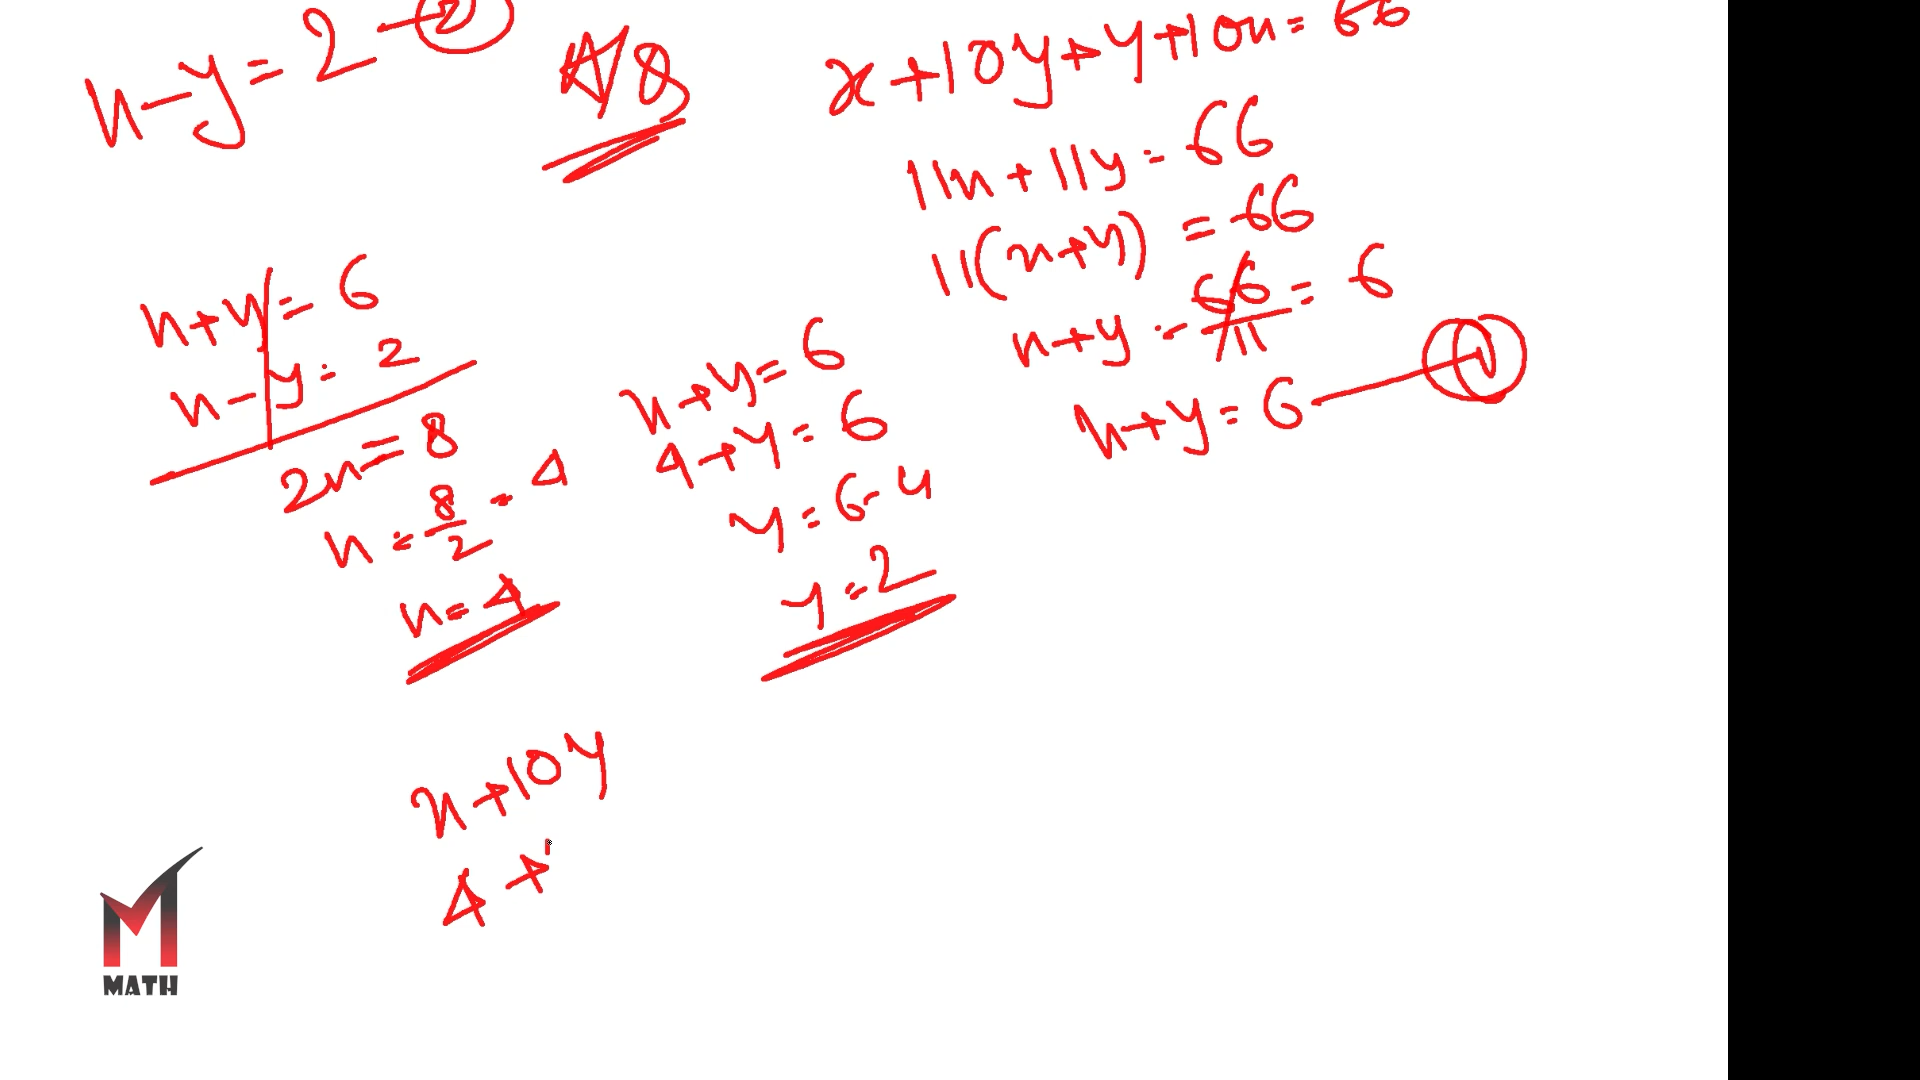 x-y=2 — ②
8
x+10y+y+10x=66
11x+11y=66
11(x+y) = 66
x+y=66/11=6
x+y=6 — ①
x+y=6
x-y=2
2x=8
x=8/2=4
x=4
x+y=6
4+y=6
y=6-4
y=2
x+10y
4+
MATH